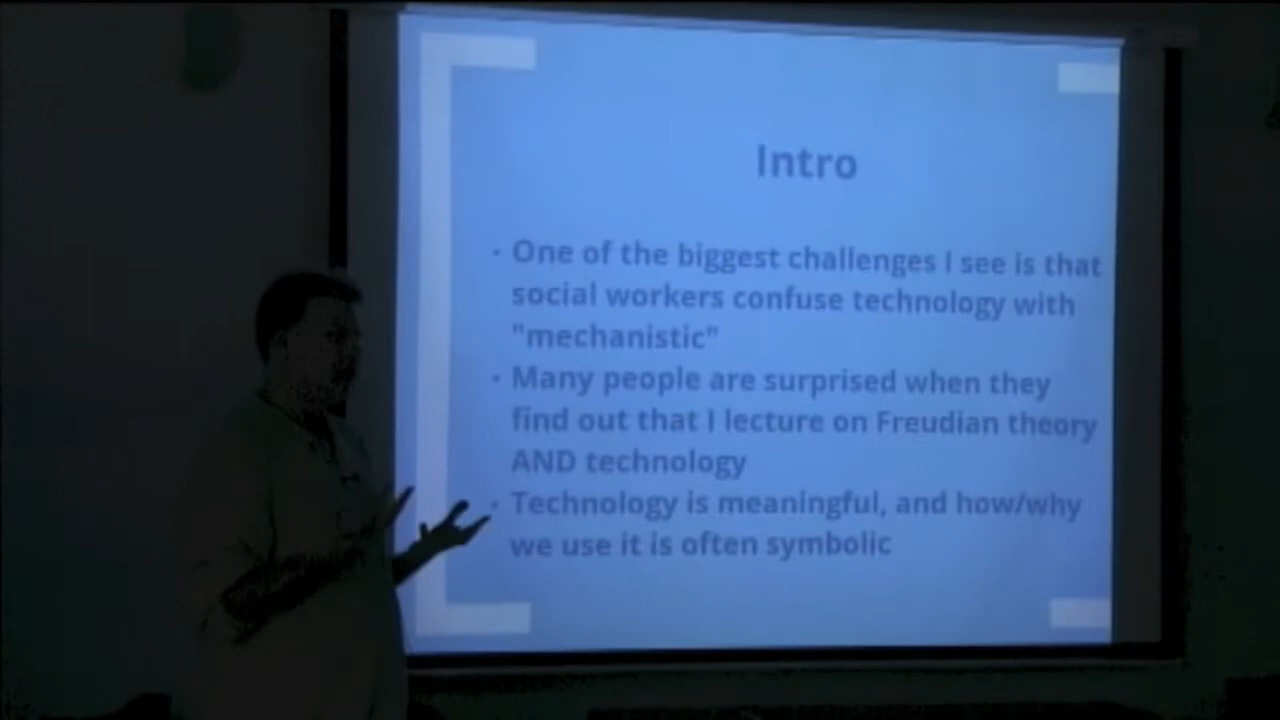 Intro
· One of the biggest challenges I see is that
social workers confuse technology with
"mechanistic"
· Many people are surprised when they
find out that I lecture on Freudian theory
AND technology
· Technology is meaningful, and how/why
we use it is often symbolic